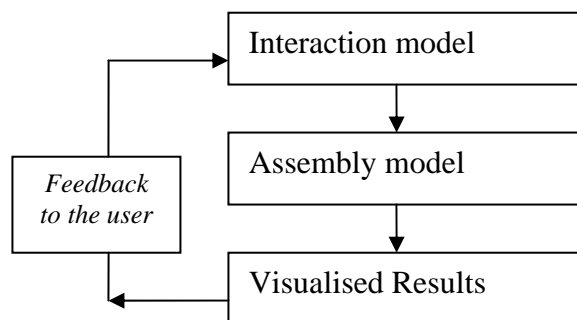 Interaction model
Assembly model
Feedback
to the user
Visualised Results